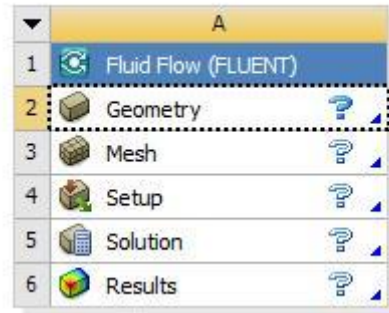 A
1 Fluid Flow (FLUENT)
2 Geometry ?
3 Mesh ?
4 Setup ?
5 Solution ?
6 Results ?